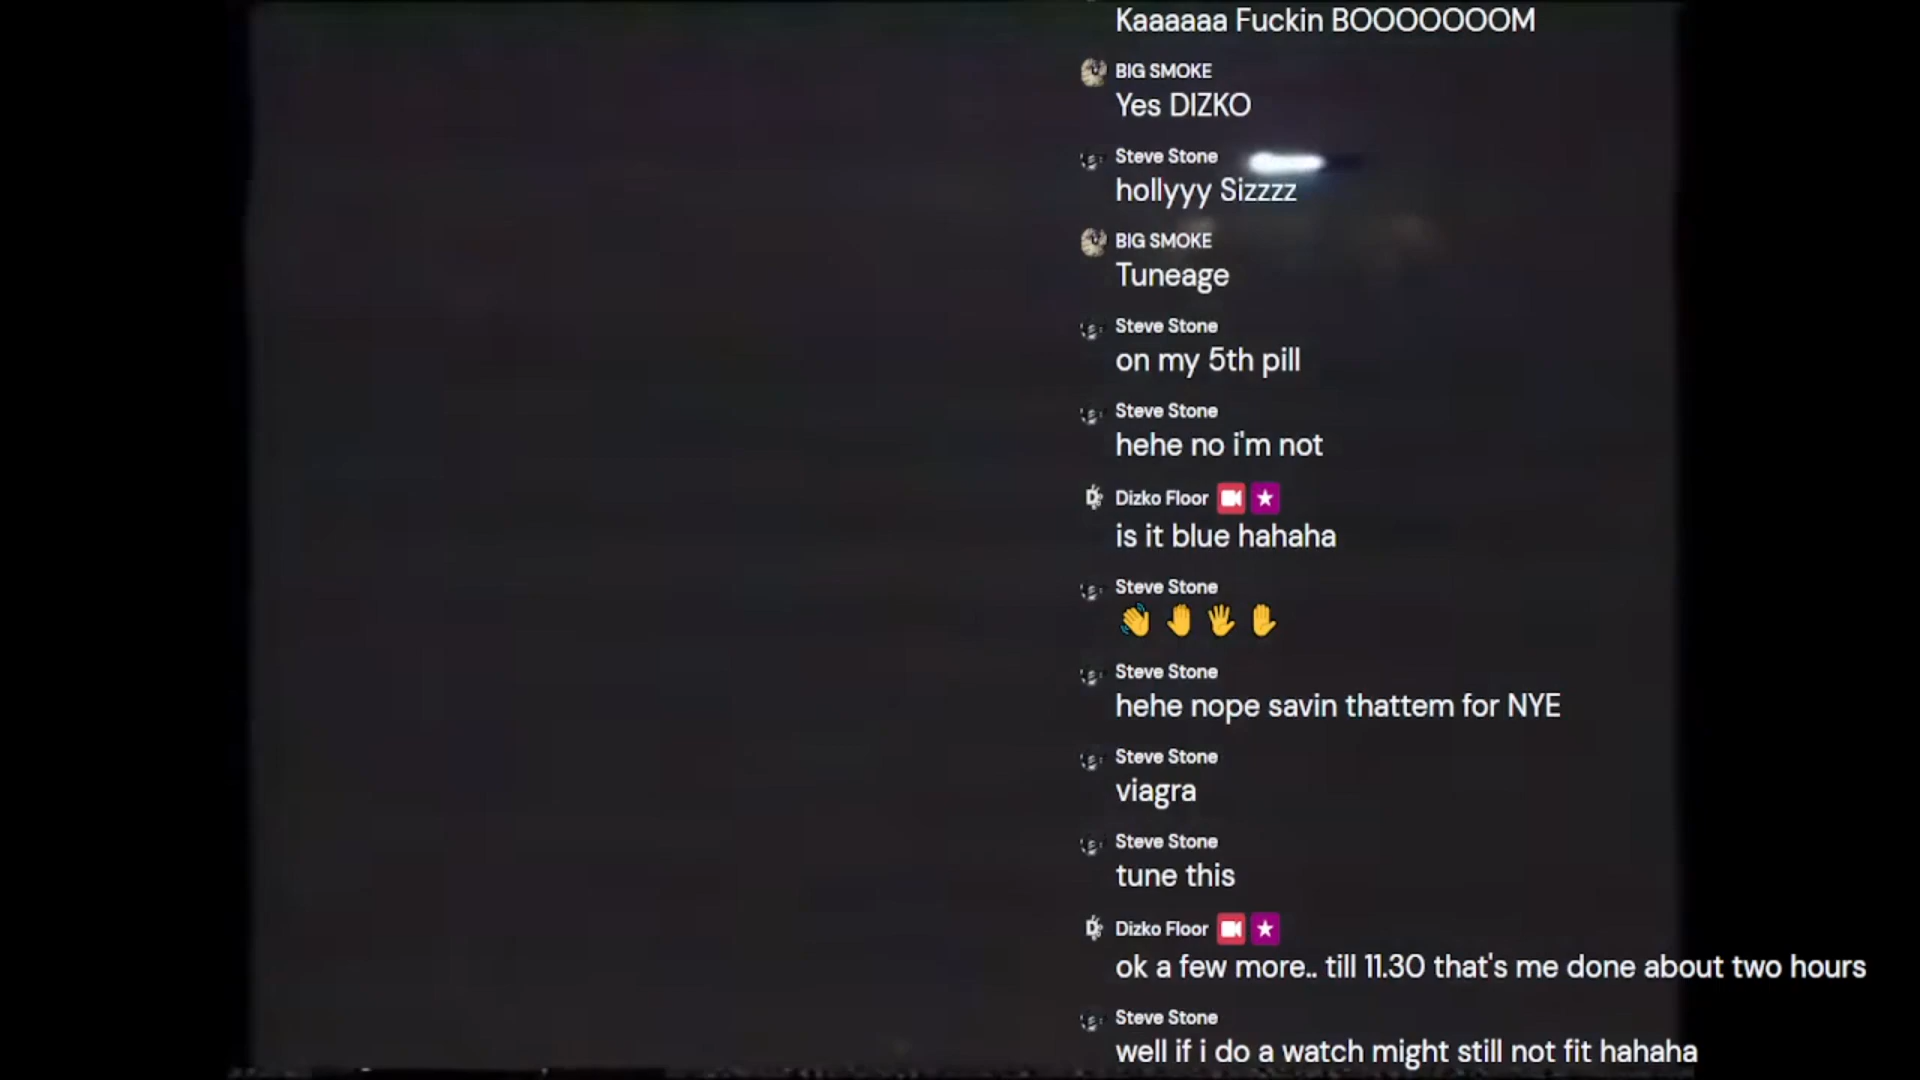 Kaaaaaa Fuckin BOOOOOOOM
BIG SMOKE
Yes DIZKO
Steve Stone
hollyyy Sizzzz
BIG SMOKE
Tuneage
Steve Stone
on my 5th pill
Steve Stone
hehe no i'm not
Dizko Floor
is it blue hahaha
Steve Stone
👋 🤚 🖐 ✋
Steve Stone
hehe nope savin thattem for NYE
Steve Stone
viagra
Steve Stone
tune this
Dizko Floor
ok a few more.. till 11.30 that's me done about two hours
Steve Stone
well if i do a watch might still not fit hahaha